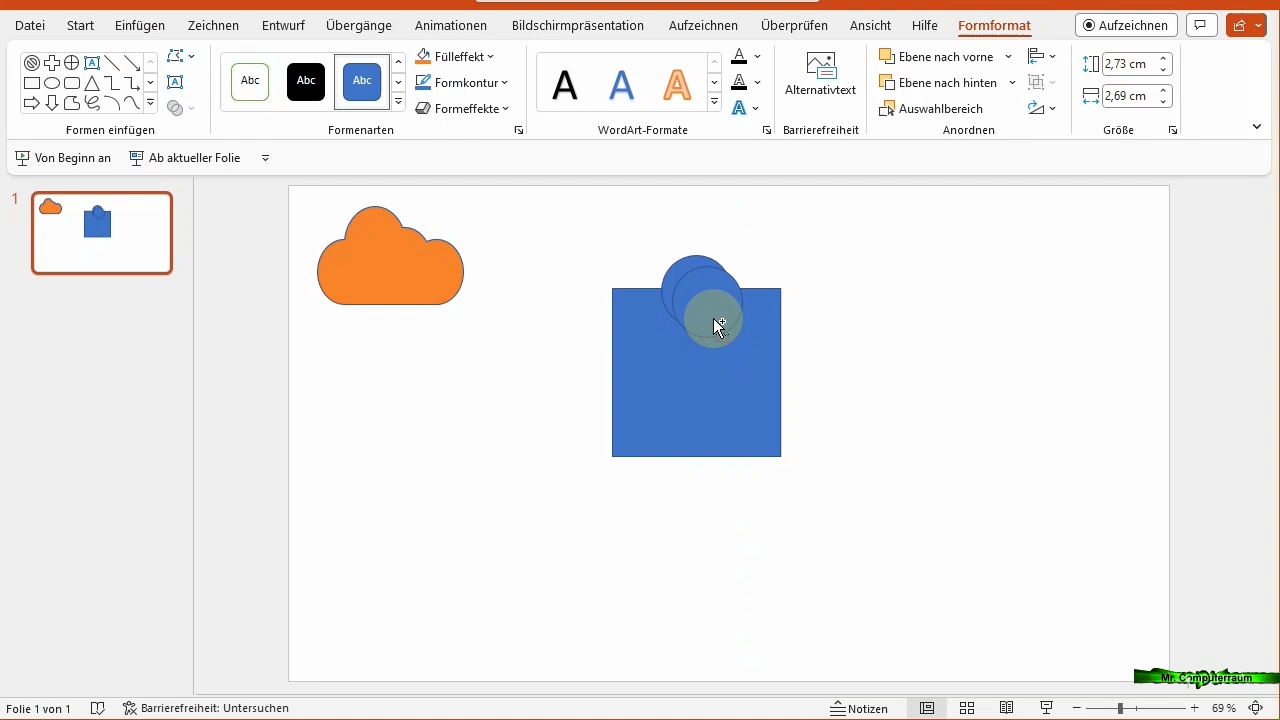 Datei Start Einfügen Zeichnen Entwurf Übergänge Animationen Bildschirmpräsentation Aufzeichnen Überprüfen Ansicht Hilfe Formformat Aufzeichnen
Abc Abc Abc Fülleffekt A A A A Ebene nach vorne 2,73 cm
Formkontur Alternativtext Ebene nach hinten 2,69 cm
Formeffekte A Auswahlbereich
Formen einfügen Formenarten WordArt-Formate Barrierefreiheit Anordnen Größe
Von Beginn an Ab aktueller Folie
1
Mr. Computerraum
Folie 1 von 1 Barrierefreiheit: Untersuchen Notizen 69 %